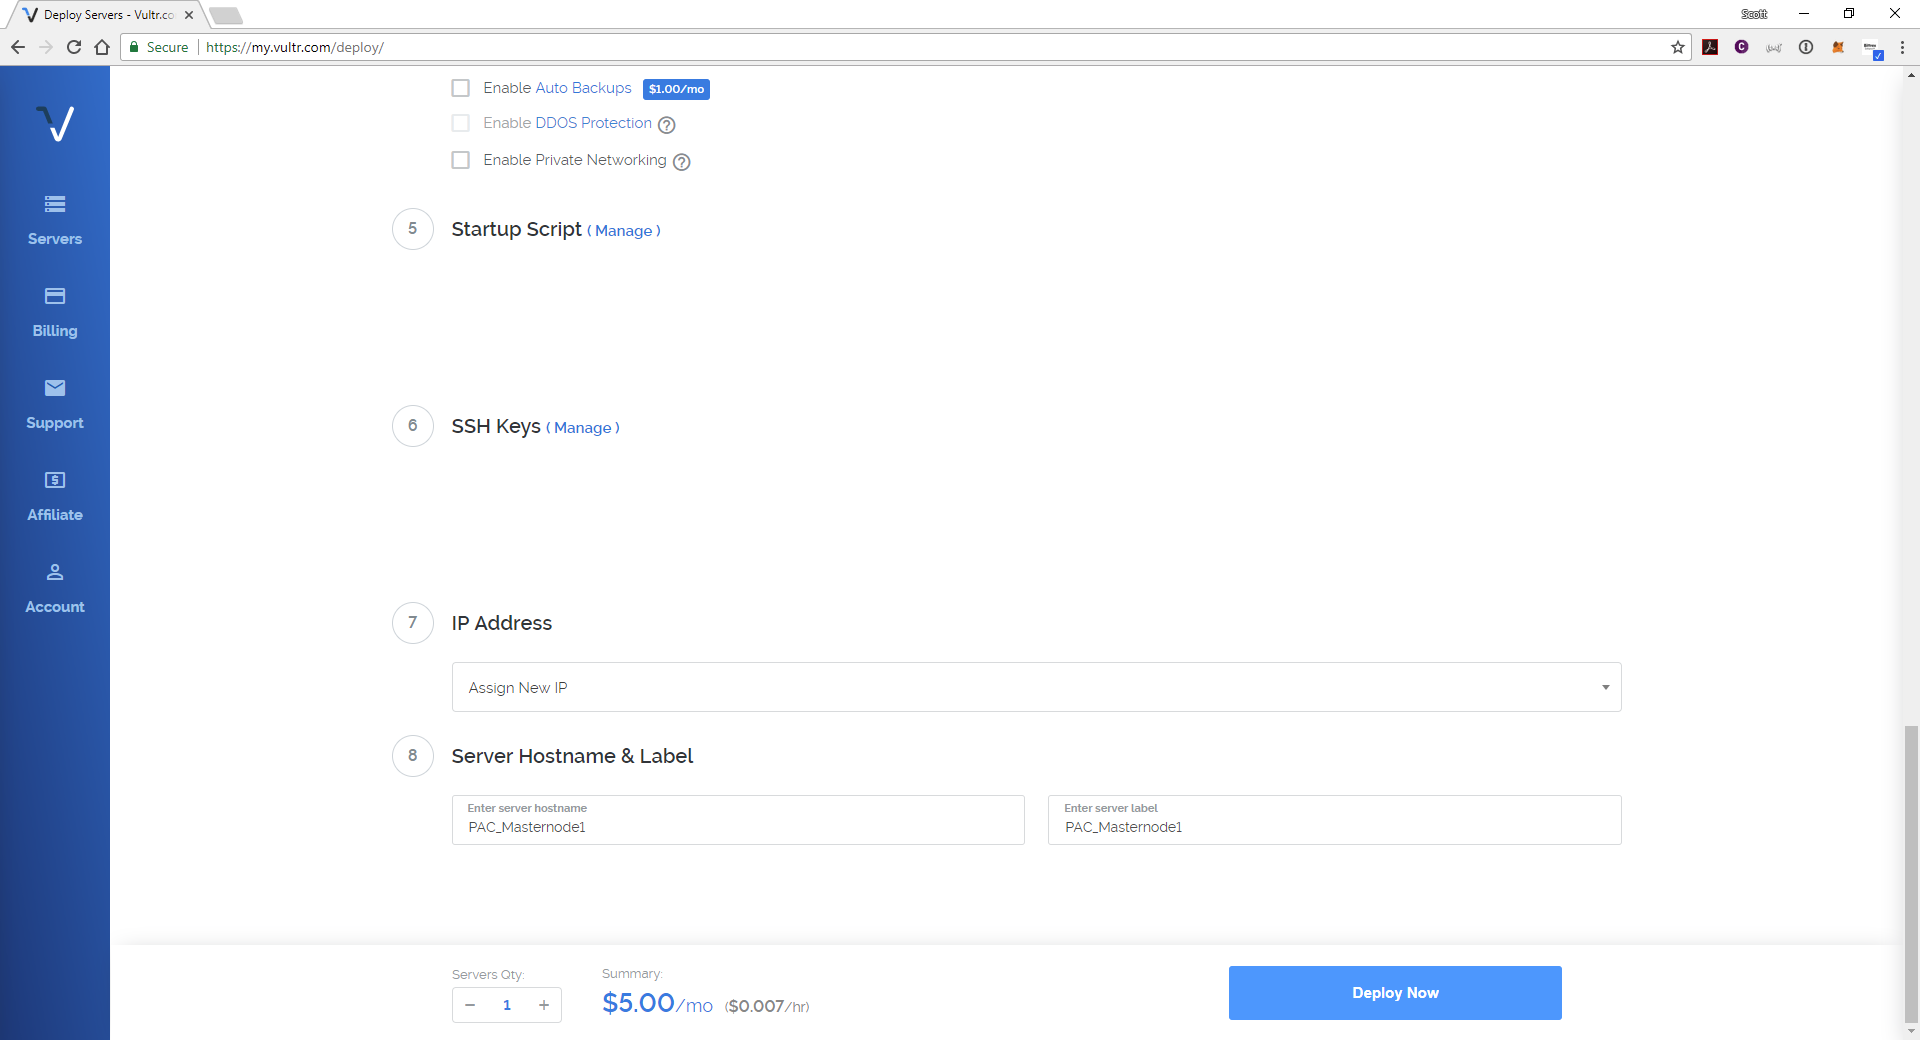 Deploy Servers - Vultr.co
Scott
Secure
https://my.vultr.com/deploy/
Servers
Billing
Support
Affiliate
Account
Enable Auto Backups $1.00/mo
Enable DDOS Protection ?
Enable Private Networking ?
5 Startup Script ( Manage )
6 SSH Keys ( Manage )
7 IP Address
Assign New IP
8 Server Hostname & Label
Enter server hostname
PAC_Masternode1
Enter server label
PAC_Masternode1
Servers Qty:
− 1 +
Summary:
$5.00/mo ($0.007/hr)
Deploy Now